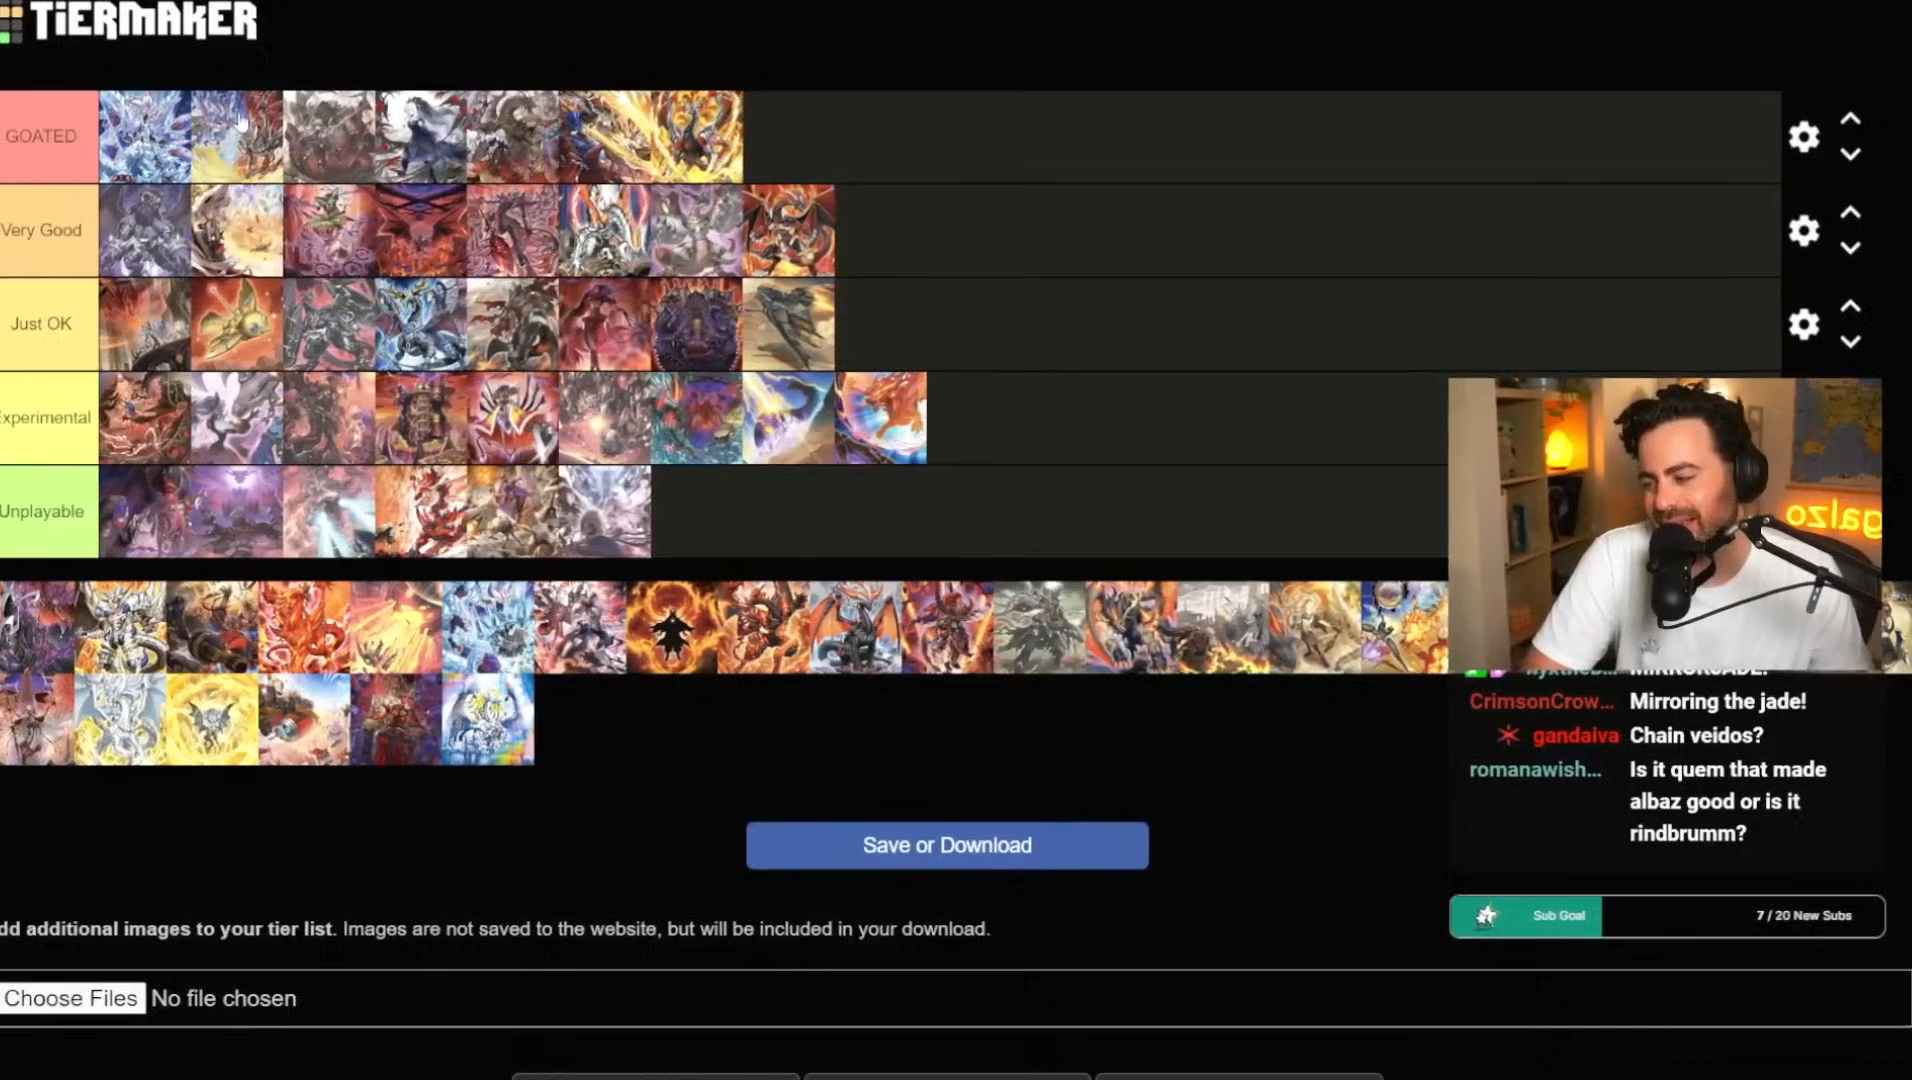 TiERMAKER
GOATED
Very Good
Just OK
Experimental
Unplayable
galzo
CrimsonCrow... Mirroring the jade!
gandaiva Chain veidos?
romanawish... Is it quem that made
albaz good or is it
rindbrumm?
Save or Download
Sub Goal 7 / 20 New Subs
dd additional images to your tier list. Images are not saved to the website, but will be included in your download.
Choose Files No file chosen